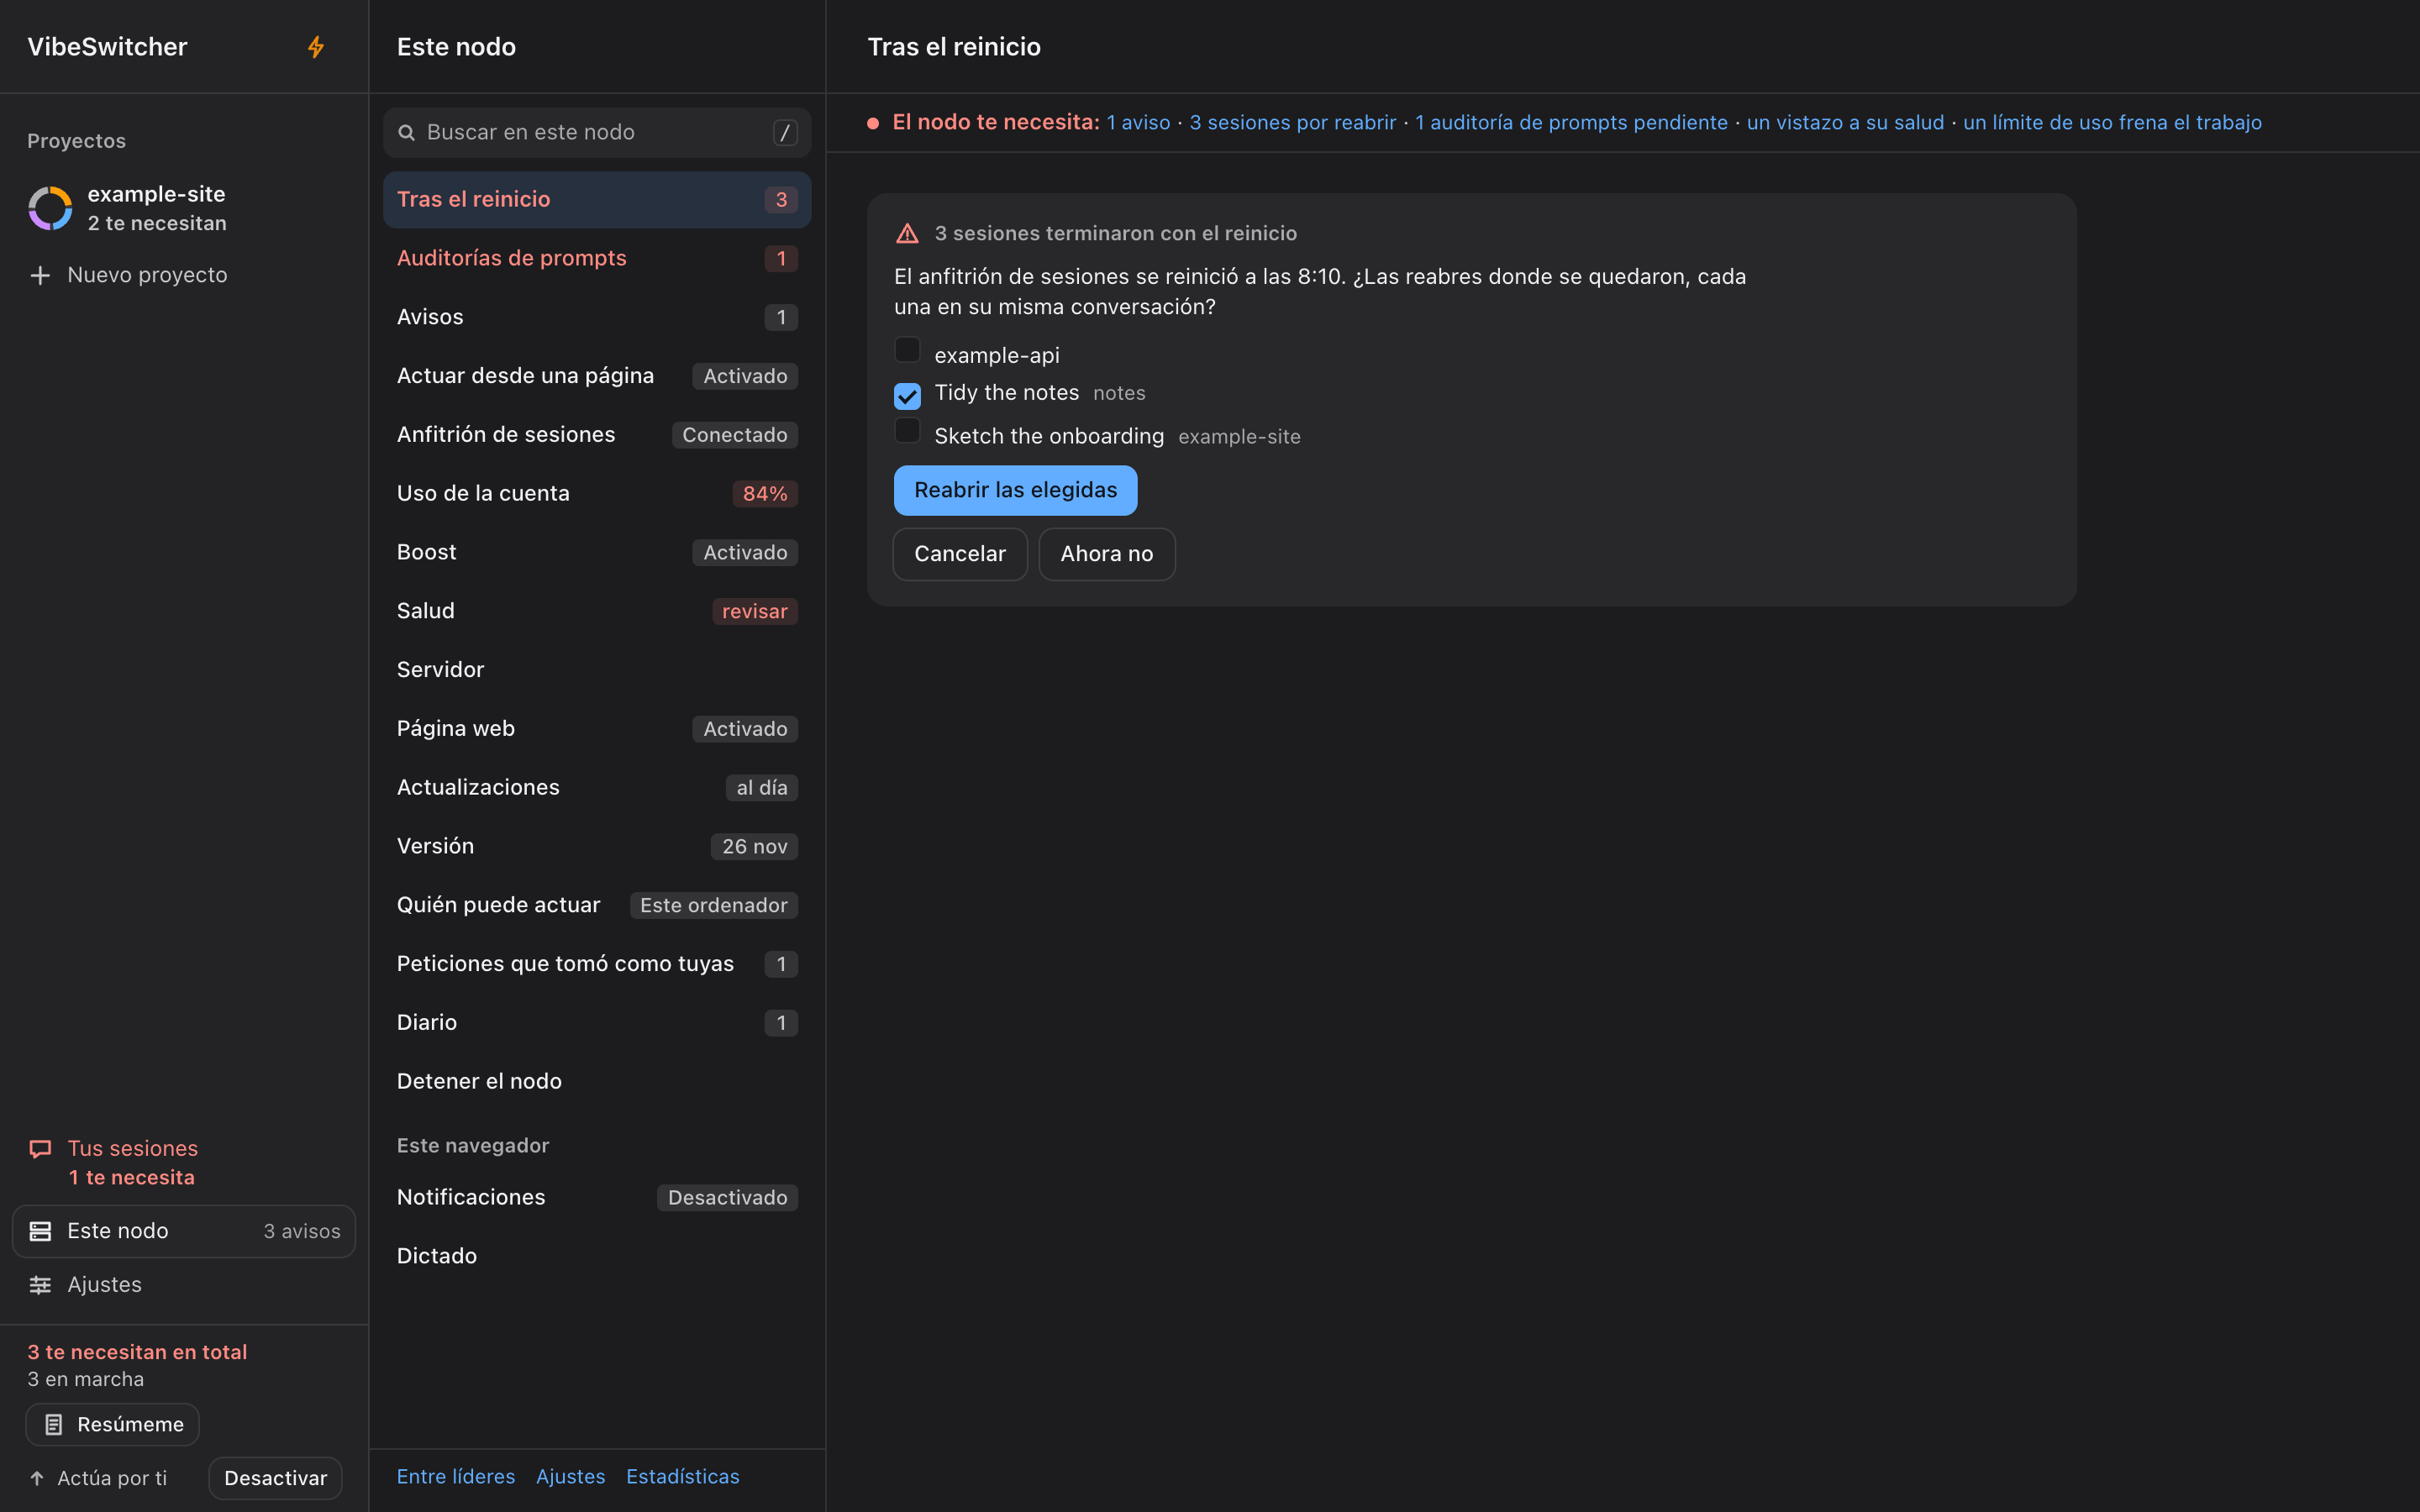 VibeSwitcher
Proyectos
example-site
2 te necesitan
Nuevo proyecto
Tus sesiones
1 te necesita
Este nodo 3 avisos
Ajustes
3 te necesitan en total
3 en marcha
Resúmeme
Actúa por ti Desactivar
Este nodo
Buscar en este nodo /
Tras el reinicio 3
Auditorías de prompts 1
Avisos 1
Actuar desde una página Activado
Anfitrión de sesiones Conectado
Uso de la cuenta 84%
Boost Activado
Salud revisar
Servidor
Página web Activado
Actualizaciones al día
Versión 26 nov
Quién puede actuar Este ordenador
Peticiones que tomó como tuyas 1
Diario 1
Detener el nodo
Este navegador
Notificaciones Desactivado
Dictado
Entre líderes Ajustes Estadísticas
Tras el reinicio
El nodo te necesita: 1 aviso · 3 sesiones por reabrir · 1 auditoría de prompts pendiente · un vistazo a su salud · un límite de uso frena el trabajo
3 sesiones terminaron con el reinicio
El anfitrión de sesiones se reinició a las 8:10. ¿Las reabres donde se quedaron, cada
una en su misma conversación?
example-api
Tidy the notes notes
Sketch the onboarding example-site
Reabrir las elegidas
Cancelar Ahora no